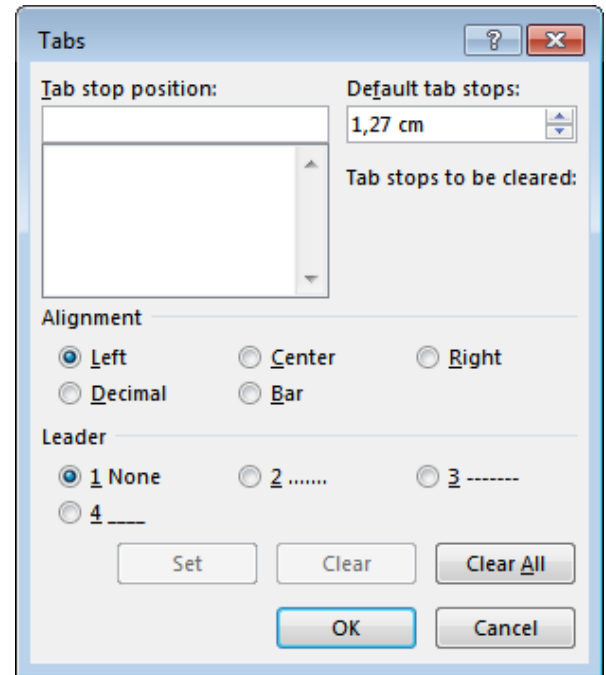 Tabs
Tab stop position: Default tab stops:
1,27 cm
Tab stops to be cleared:
Alignment
Left Center Right
Decimal Bar
Leader
1 None 2 ....... 3 -------
4 ____
Set Clear Clear All
OK Cancel